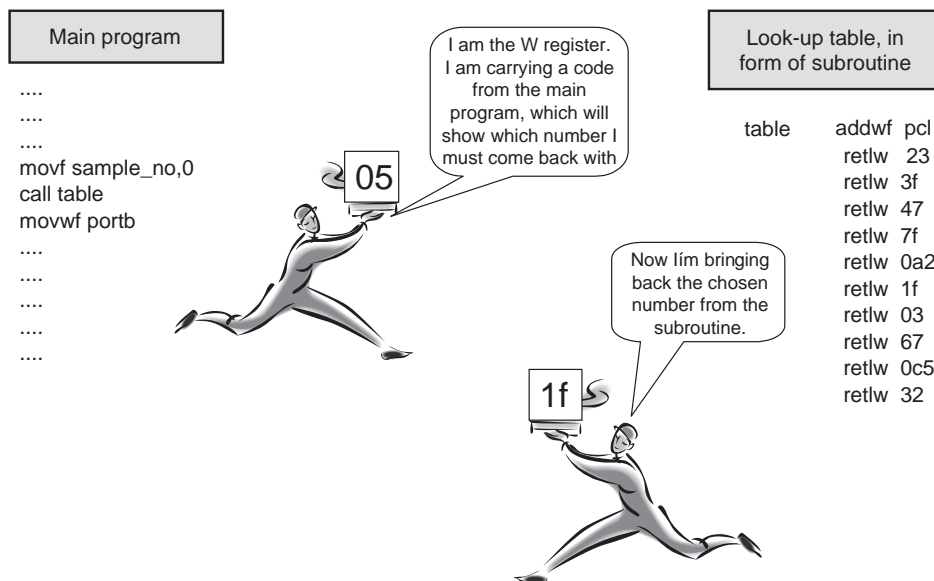 Main program
....
....
....
movf sample_no,0
call table
movwf portb
....
....
....
....
....
I am the W register.
I am carrying a code
from the main
program, which will
show which number I
must come back with
05
Now Iím bringing
back the chosen
number from the
subroutine.
1f
Look-up table, in
form of subroutine
table addwf pcl
retlw 23
retlw 3f
retlw 47
retlw 7f
retlw 0a2
retlw 1f
retlw 03
retlw 67
retlw 0c5
retlw 32